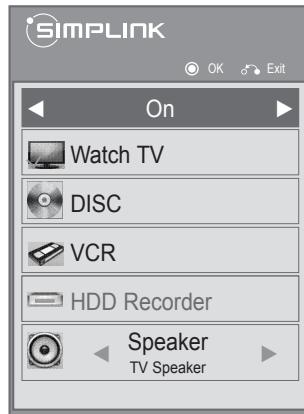 SIMPLINK
OK Exit
On
Watch TV
DISC
VCR
HDD Recorder
Speaker
TV Speaker